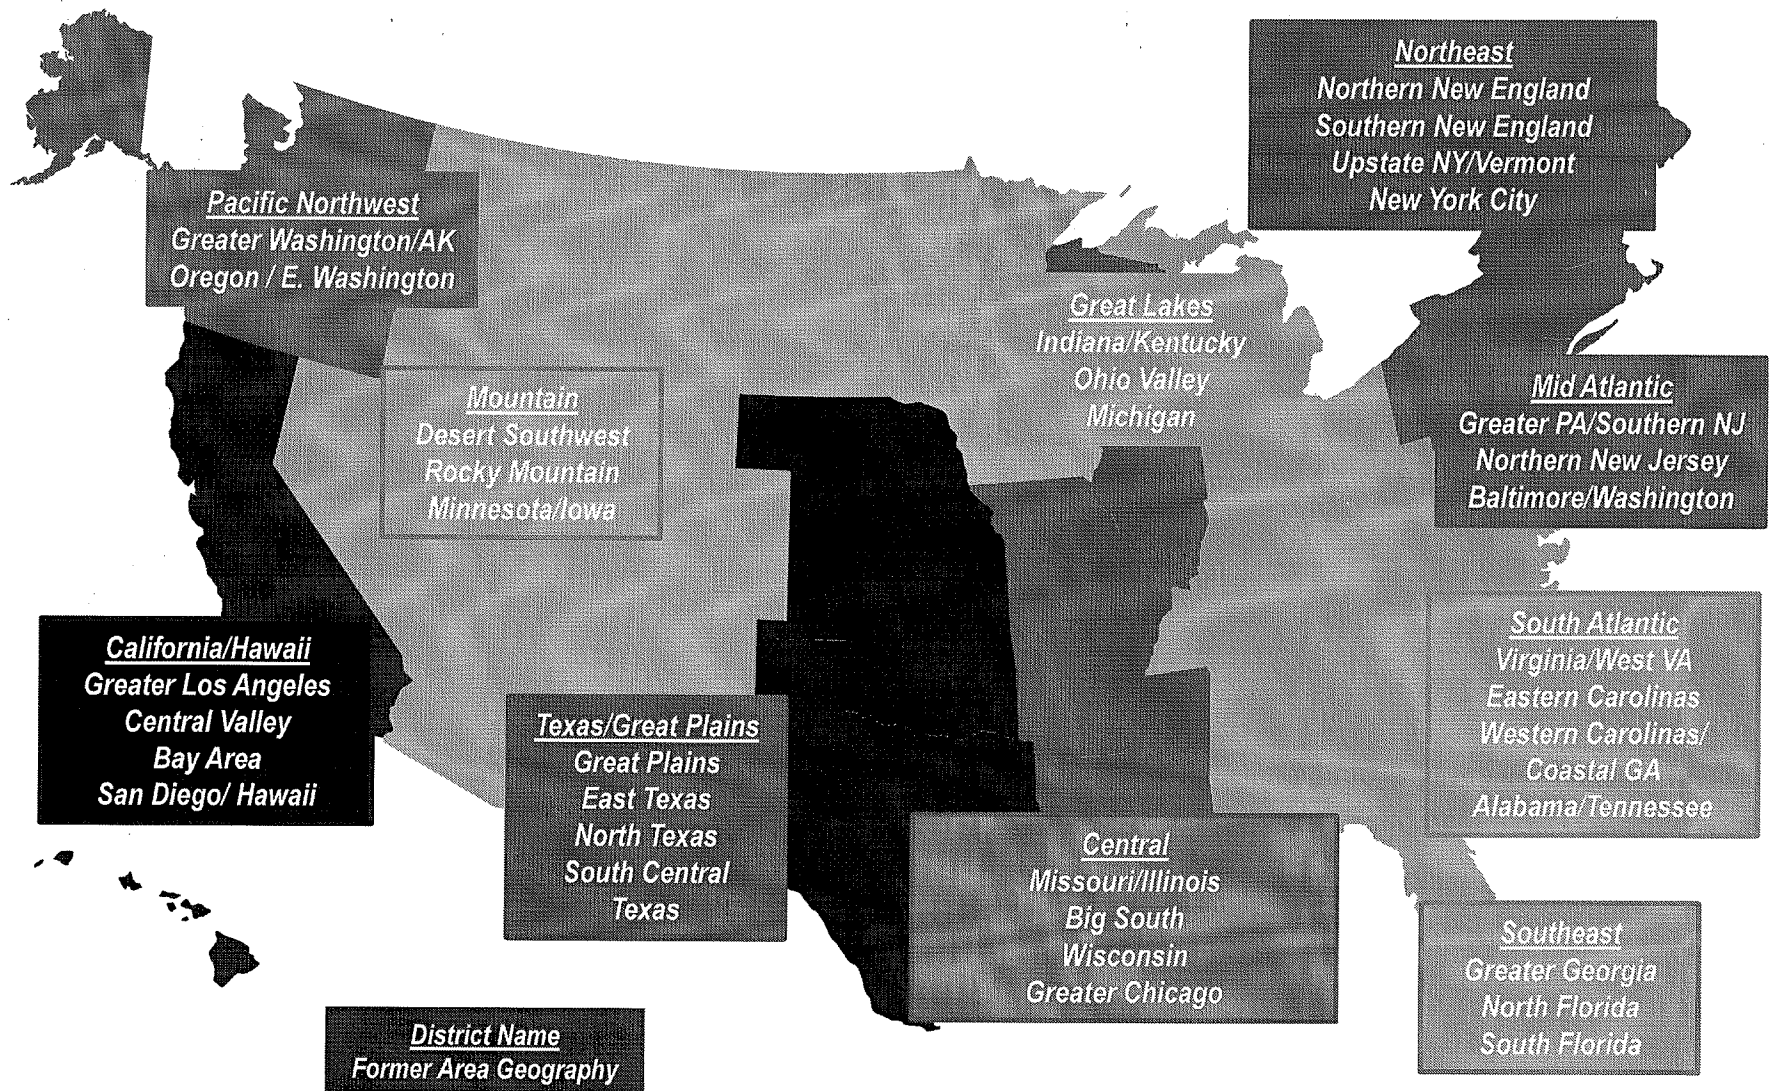 Northeast
Northern New England
Southern New England
Upstate NY/Vermont
New York City
Pacific Northwest
Greater Washington/AK
Oregon / E. Washington
Great Lakes
Indiana/Kentucky
Ohio Valley
Michigan
Mountain
Desert Southwest
Rocky Mountain
Minnesota/Iowa
Mid Atlantic
Greater PA/Southern NJ
Northern New Jersey
Baltimore/Washington
California/Hawaii
Greater Los Angeles
Central Valley
Bay Area
San Diego/ Hawaii
Texas/Great Plains
Great Plains
East Texas
North Texas
South Central
Texas
South Atlantic
Virginia/West VA
Eastern Carolinas
Western Carolinas/
Coastal GA
Alabama/Tennessee
Central
Missouri/Illinois
Big South
Wisconsin
Greater Chicago
Southeast
Greater Georgia
North Florida
South Florida
District Name
Former Area Geography